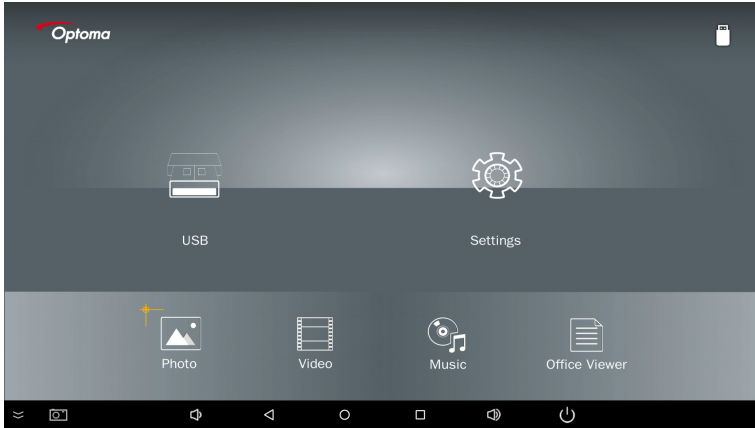 Optoma
USB
Settings
Photo
Video
Music
Office Viewer